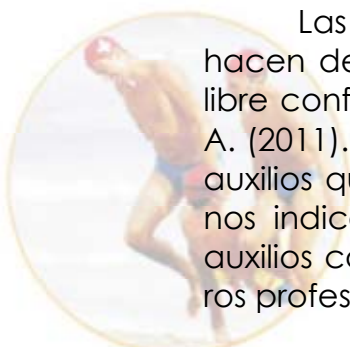 Las
hacen de
libre conf
A. (2011).
auxilios qu
nos indic
auxilios co
ros profes